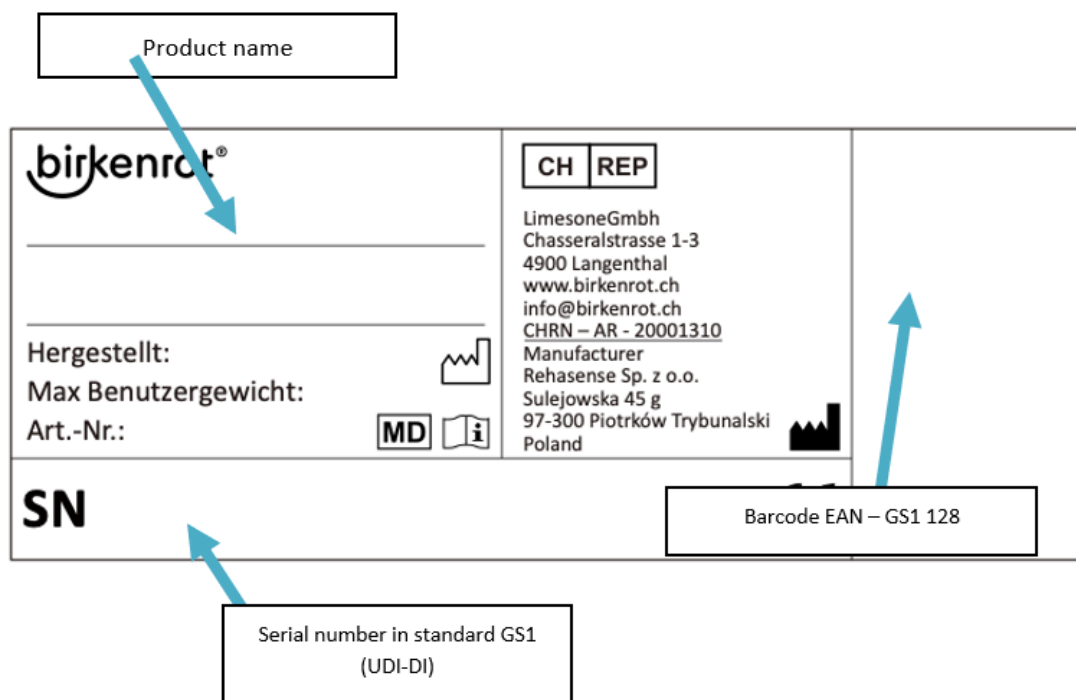 Product name
birkenrot®
CH REP
LimesoneGmbh
Chasseralstrasse 1-3
4900 Langenthal
www.birkenrot.ch
info@birkenrot.ch
CHRN – AR - 20001310
Manufacturer
Rehasense Sp. z o.o.
Sulejowska 45 g
97-300 Piotrków Trybunalski
Poland
Hergestellt:
Max Benutzergewicht:
Art.-Nr.:
MD
i
SN
Barcode EAN – GS1 128
Serial number in standard GS1
(UDI-DI)